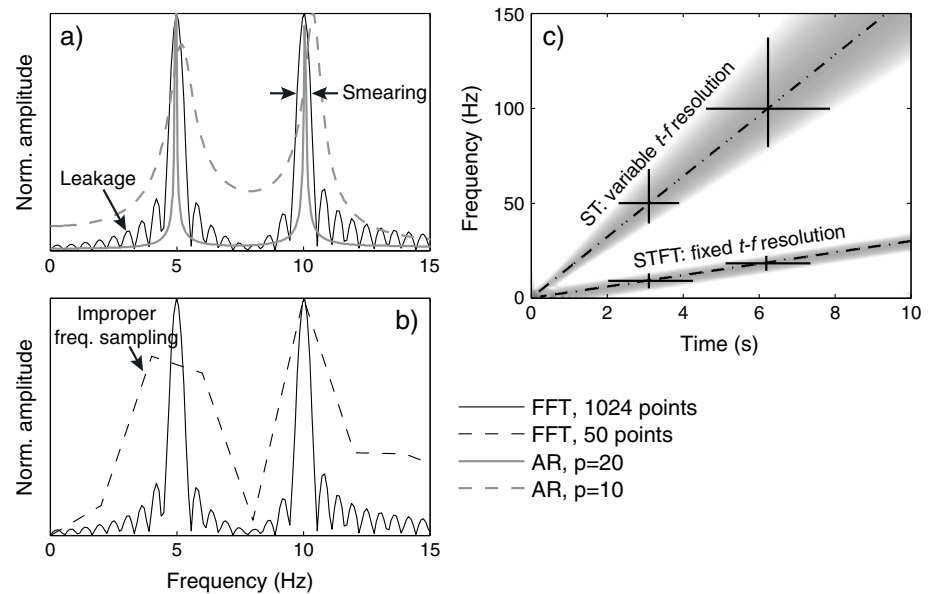 a)
Norm. amplitude
Leakage
Smearing
0 5 10 15
b)
Norm. amplitude
Improper
freq. sampling
0 5 10 15
Frequency (Hz)
c)
Frequency (Hz)
150
100
50
0
ST: variable t-f resolution
STFT: fixed t-f resolution
0 2 4 6 8 10
Time (s)
FFT, 1024 points
FFT, 50 points
AR, p=20
AR, p=10